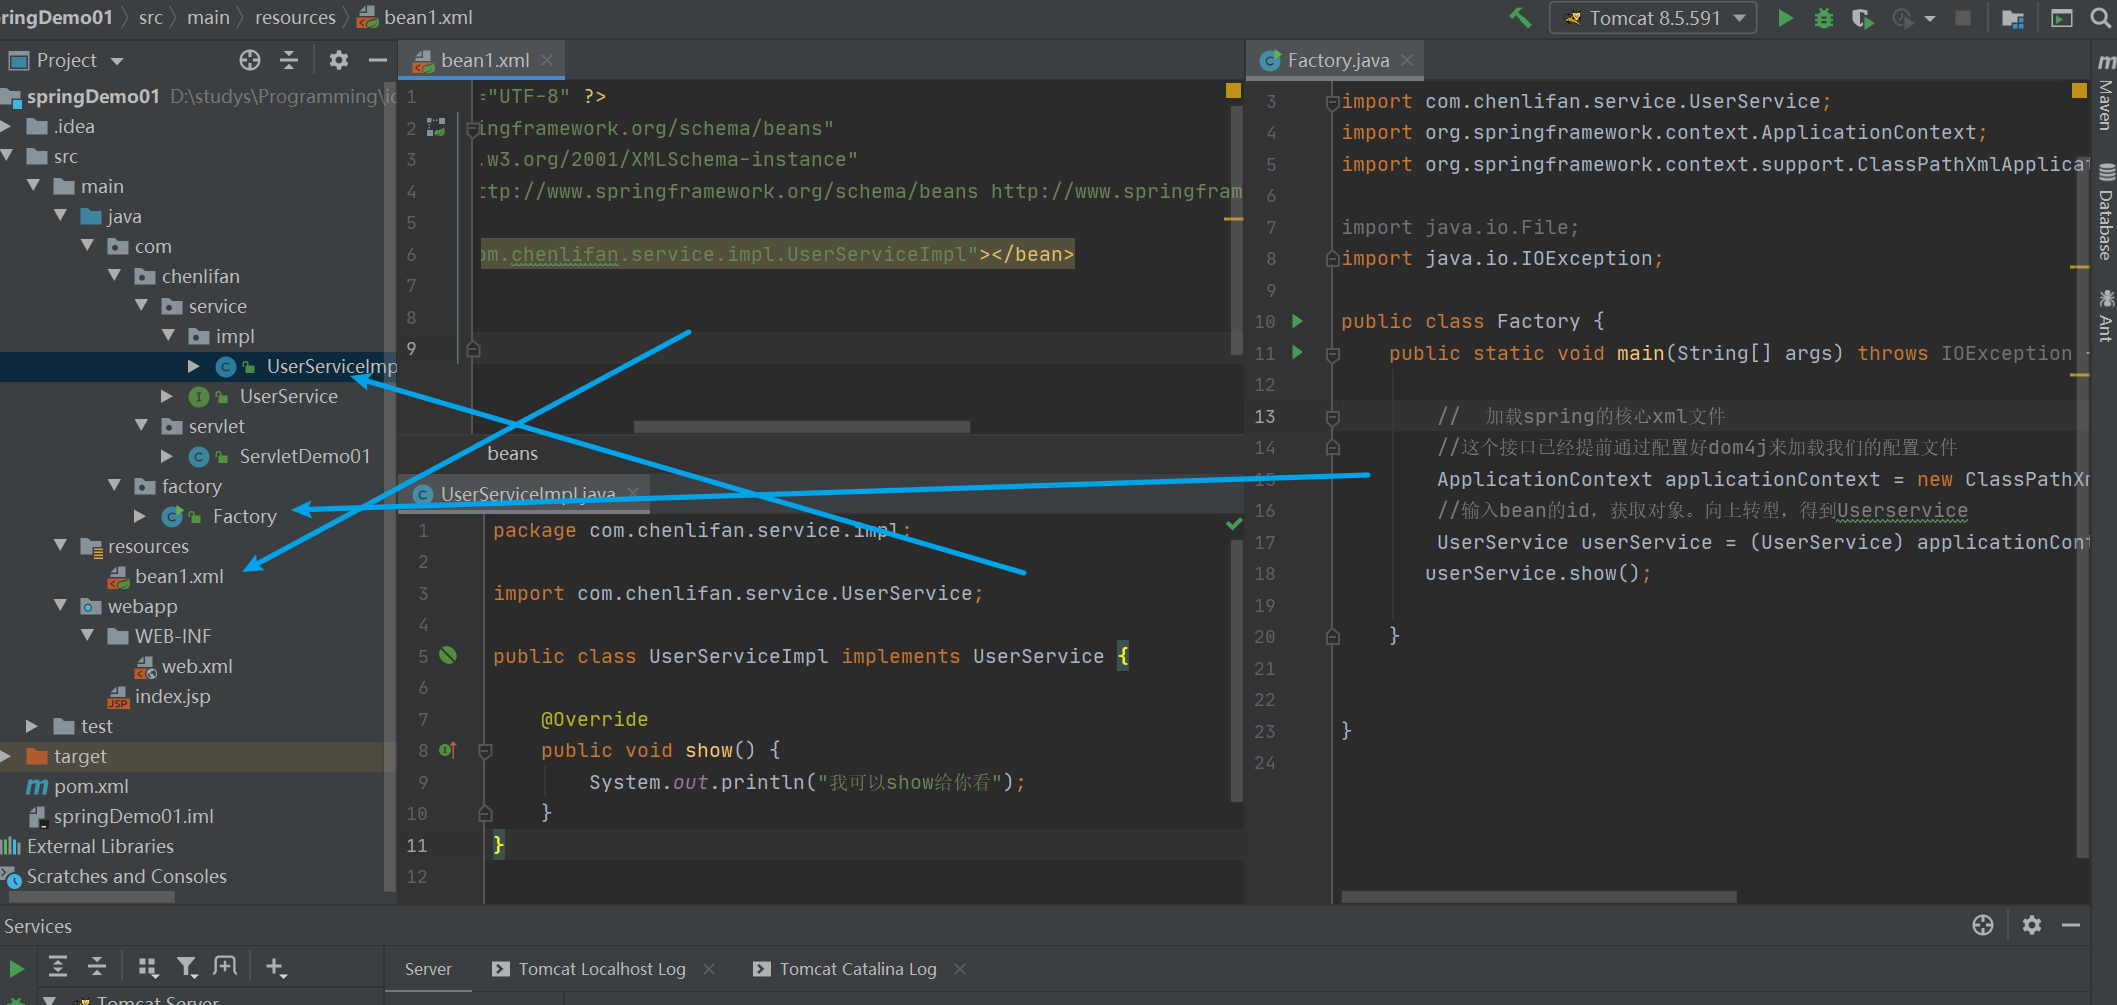 ringDemo01 〉 src 〉 main 〉 resources 〉 bean1.xml
Tomcat 8.5.591
Project
springDemo01 D:\studys\Programming\ic
.idea
src
main
java
com
chenlifan
service
impl
UserServiceImp
UserService
servlet
ServletDemo01
factory
Factory
resources
bean1.xml
webapp
WEB-INF
web.xml
index.jsp
test
target
pom.xml
springDemo01.iml
External Libraries
Scratches and Consoles
bean1.xml
1 ="UTF-8" ?>
2 ingframework.org/schema/beans"
3 .w3.org/2001/XMLSchema-instance"
4 ttp://www.springframework.org/schema/beans http://www.springfram
5
6 om.chenlifan.service.impl.UserServiceImpl"></bean>
7
8
9
beans
UserServiceImpl.java
1 package com.chenlifan.service.impl;
2
3 import com.chenlifan.service.UserService;
4
5 public class UserServiceImpl implements UserService {
6
7 @Override
8 public void show() {
9 System.out.println("我可以show给你看");
10 }
11 }
12
Factory.java
3 import com.chenlifan.service.UserService;
4 import org.springframework.context.ApplicationContext;
5 import org.springframework.context.support.ClassPathXmlApplicat
6
7 import java.io.File;
8 import java.io.IOException;
9
10 public class Factory {
11 public static void main(String[] args) throws IOException
12
13 // 加载spring的核心xml文件
14 //这个接口已经提前通过配置好dom4j来加载我们的配置文件
15 ApplicationContext applicationContext = new ClassPathXm
16 //输入bean的id，获取对象。向上转型，得到Userservice
17 UserService userService = (UserService) applicationCont
18 userService.show();
19
20 }
21
22
23 }
24
Maven
Database
Ant
Services
Server
Tomcat Localhost Log
Tomcat Catalina Log
Tomcat Server